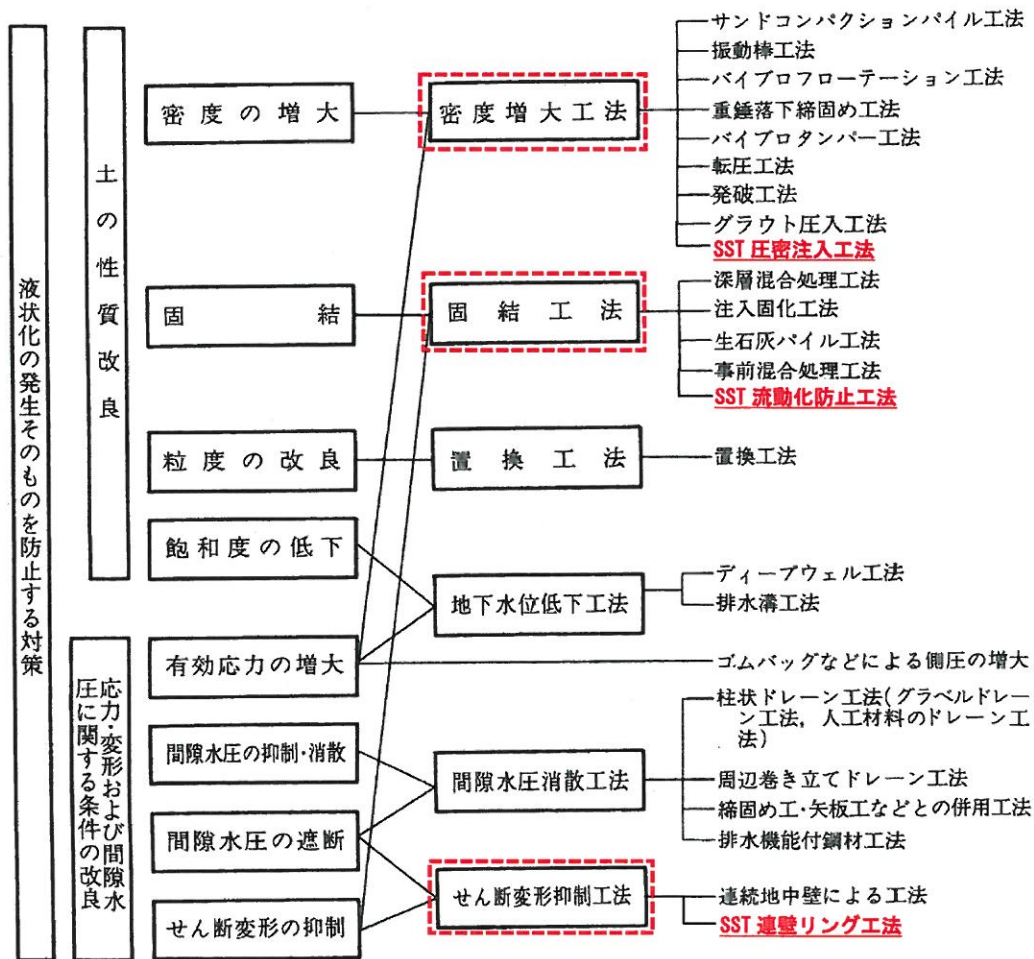 液状化の発生そのものを防止する対策
土の性質改良
密度の増大
密度増大工法
サンドコンパクションパイル工法
振動棒工法
バイブロフローテーション工法
重錘落下締固め工法
バイブロタンパー工法
転圧工法
発破工法
グラウト圧入工法
SST 圧密注入工法
固結
固結工法
深層混合処理工法
注入固化工法
生石灰パイル工法
事前混合処理工法
SST 流動化防止工法
粒度の改良
置換工法
置換工法
飽和度の低下
地下水位低下工法
ディープウェル工法
排水溝工法
応力・変形および間隙水
圧に関する条件の改良
有効応力の増大
ゴムバッグなどによる側圧の増大
間隙水圧の抑制・消散
間隙水圧消散工法
柱状ドレーン工法(グラベルドレー
ン工法, 人工材料のドレーン工
法)
周辺巻き立てドレーン工法
締固め工・矢板工などとの併用工法
排水機能付鋼材工法
間隙水圧の遮断
せん断変形抑制工法
連続地中壁による工法
SST 連壁リング工法
せん断変形の抑制